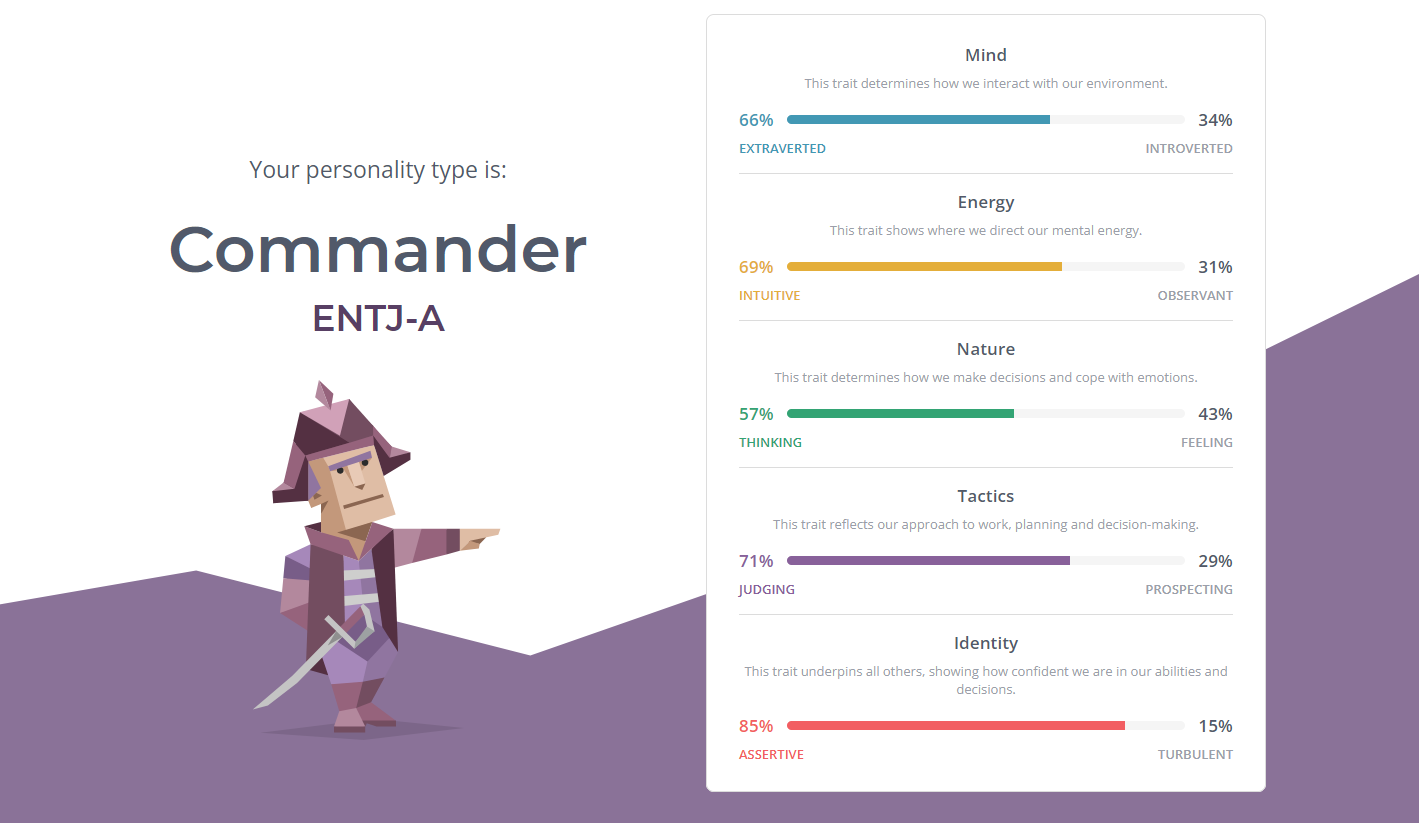 Your personality type is:
Commander
ENTJ-A
Mind
This trait determines how we interact with our environment.
66% 34%
EXTRAVERTED INTROVERTED
Energy
This trait shows where we direct our mental energy.
69% 31%
INTUITIVE OBSERVANT
Nature
This trait determines how we make decisions and cope with emotions.
57% 43%
THINKING FEELING
Tactics
This trait reflects our approach to work, planning and decision-making.
71% 29%
JUDGING PROSPECTING
Identity
This trait underpins all others, showing how confident we are in our abilities and
decisions.
85% 15%
ASSERTIVE TURBULENT